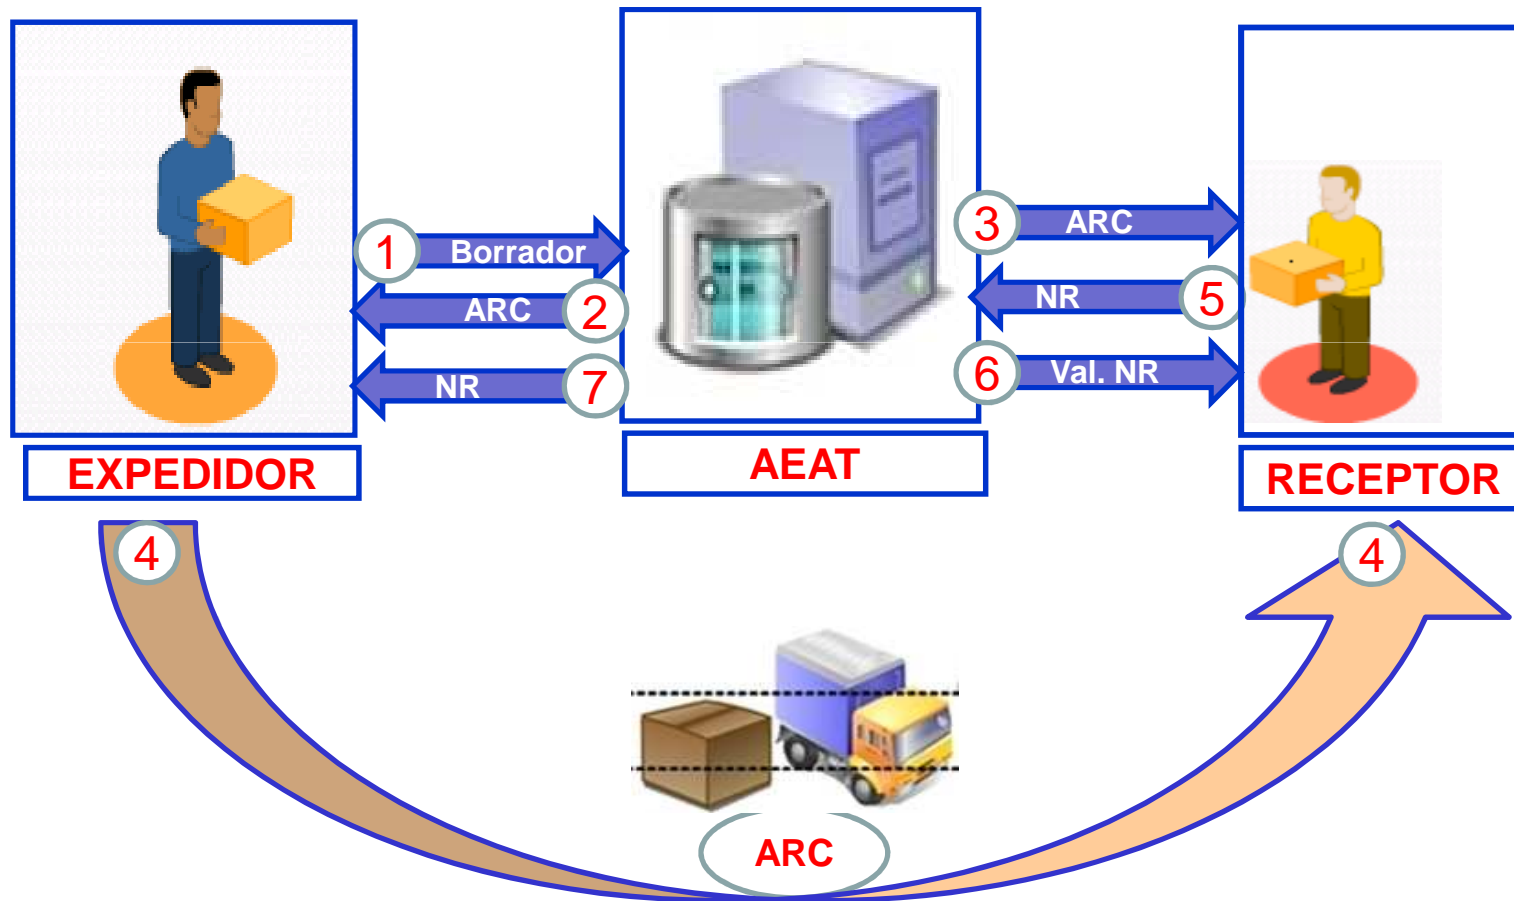 1
Borrador
ARC
2
NR
7
3
ARC
NR
5
6
Val. NR
EXPEDIDOR
AEAT
RECEPTOR
4
4
ARC